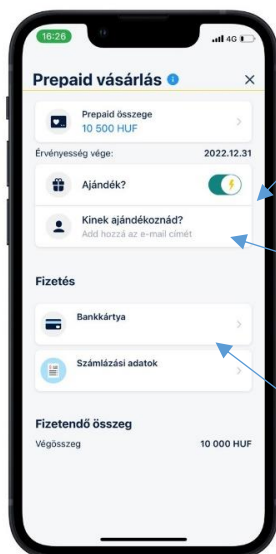 16:26
4G
Prepaid vásárlás
Prepaid összege
10 500 HUF
Érvényesség vége: 2022.12.31
Ajándék?
Kinek ajándékoznád?
Add hozzá az e-mail címét
Fizetés
Bankkártya
Számlázási adatok
Fizetendő összeg
Végösszeg 10 000 HUF